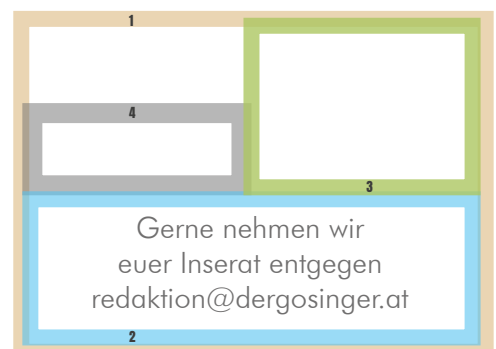 1
4
3
Gerne nehmen wir
euer Inserat entgegen
redaktion@dergosinger.at
2